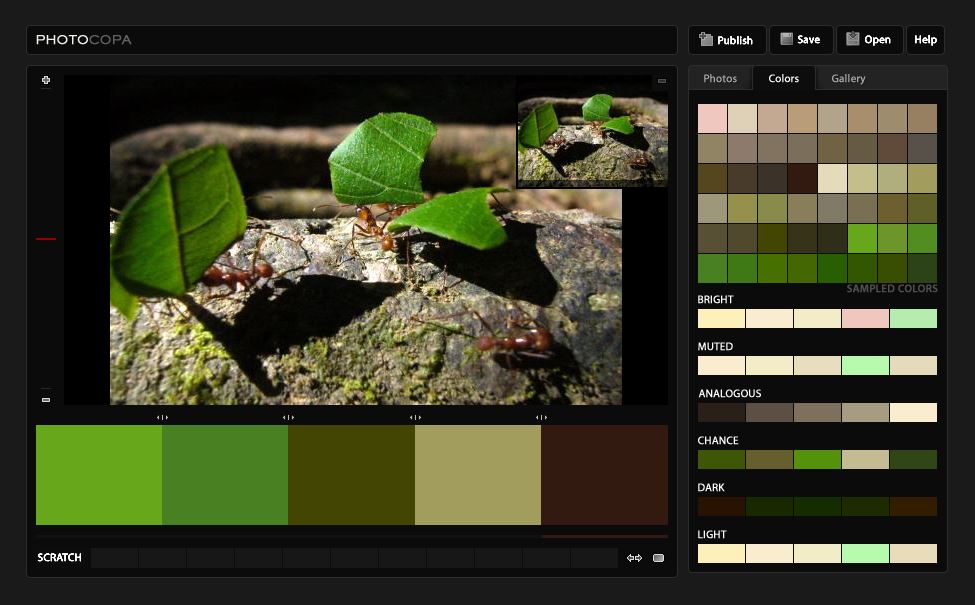 PHOTOCOPA
Publish
Save
Open
Help
Photos
Colors
Gallery
SAMPLED COLORS
BRIGHT
MUTED
ANALOGOUS
CHANCE
DARK
LIGHT
SCRATCH